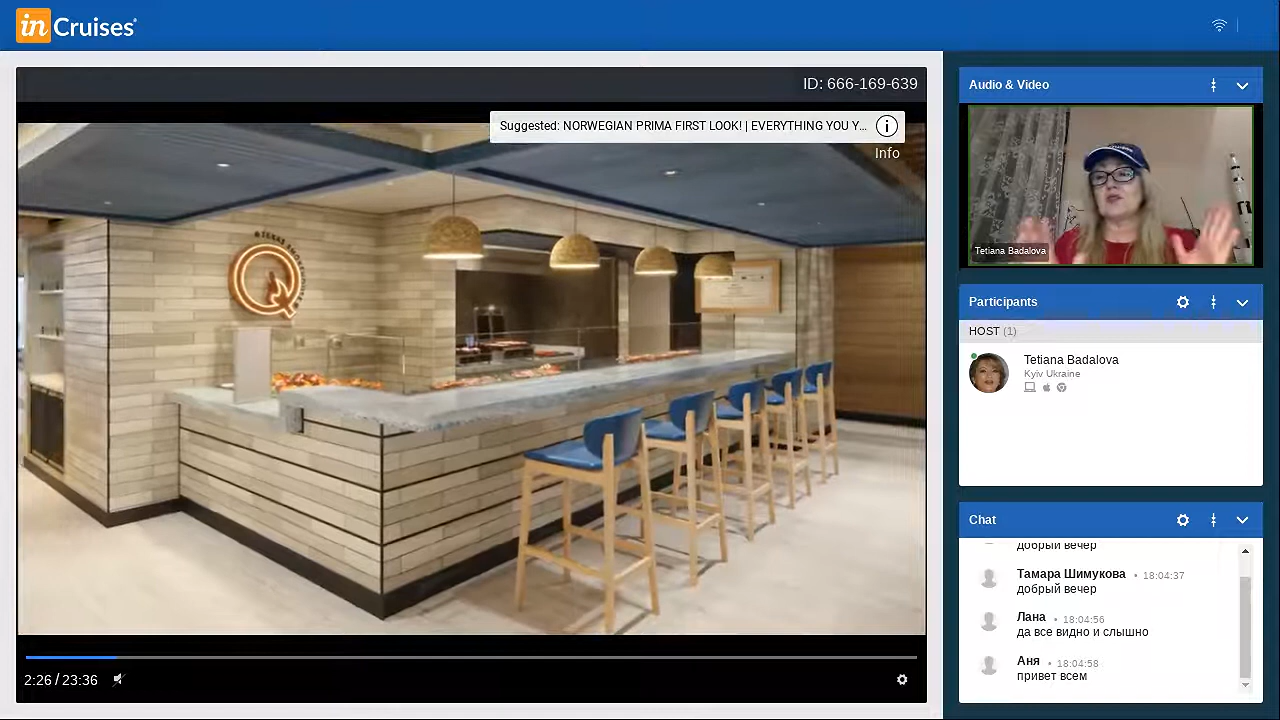 in Cruises
ID: 666-169-639
Suggested: NORWEGIAN PRIMA FIRST LOOK! | EVERYTHING YOU Y...
Info
Q
2:26 / 23:36
Audio & Video
Tetiana Badalova
Participants
HOST (1)
Tetiana Badalova
Kyiv Ukraine
Chat
добрый вечер
Тамара Шимукова • 18:04:37
добрый вечер
Лана • 18:04:56
да все видно и слышно
Аня • 18:04:58
привет всем